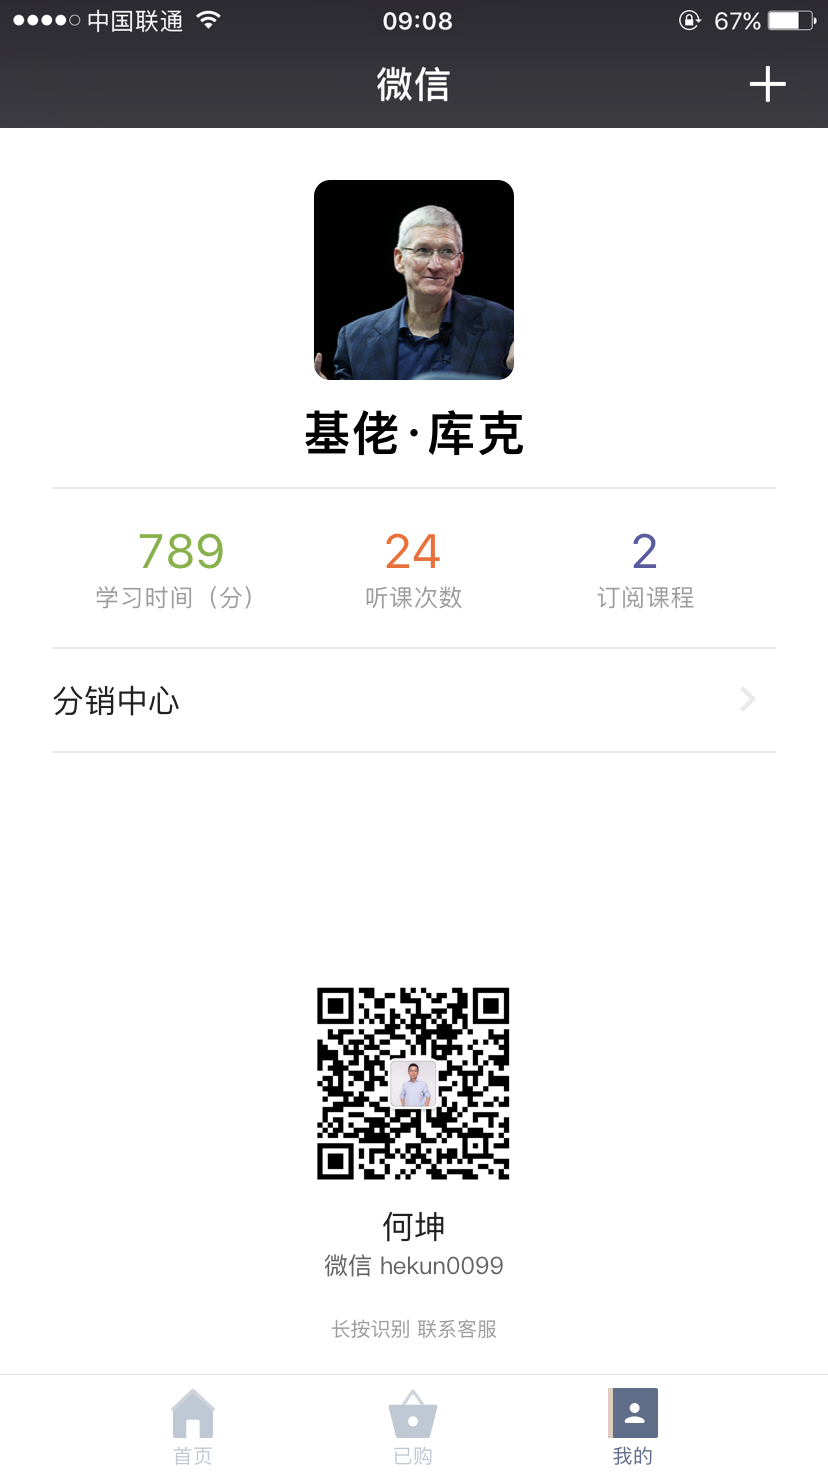 中国联通 09:08 67%
微信
基佬·库克
789 24 2
学习时间（分） 听课次数 订阅课程
分销中心
何坤
微信 hekun0099
长按识别 联系客服
首页 已购 我的